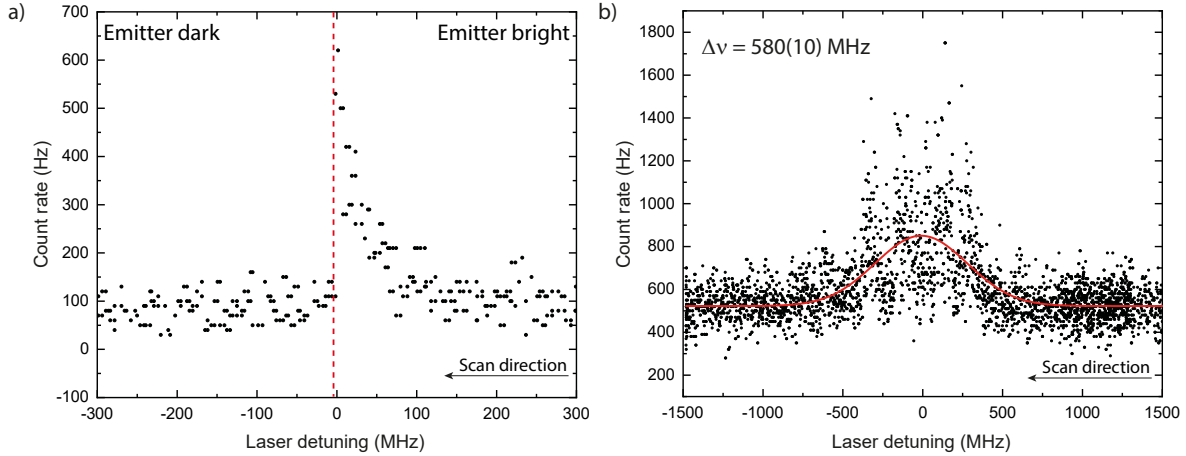 a)
Emitter dark
Emitter bright
700
600
500
400
300
200
100
0
-100
Count rate (Hz)
Scan direction
-300
-200
-100
0
100
200
300
Laser detuning (MHz)
b)
Δν = 580(10) MHz
1800
1600
1400
1200
1000
800
600
400
200
Count rate (Hz)
Scan direction
-1500
-1000
-500
0
500
1000
1500
Laser detuning (MHz)